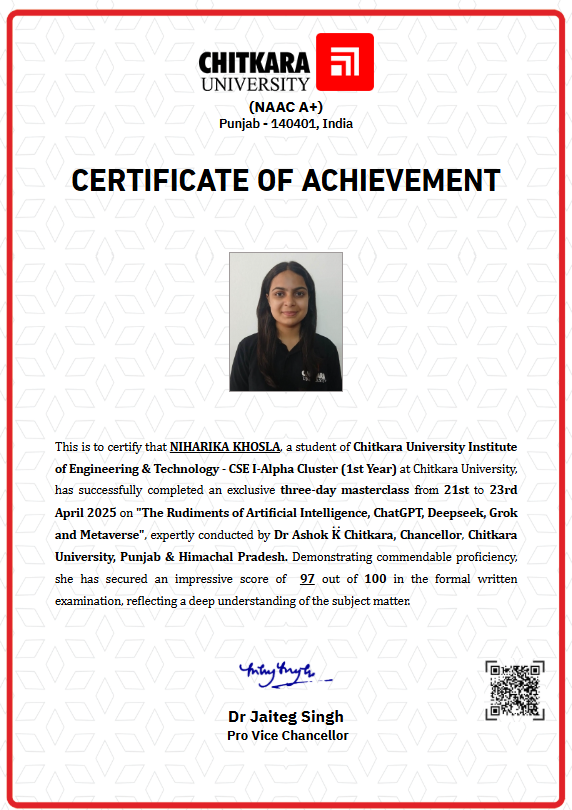 CHITKARA
UNIVERSITY
(NAAC A+)
Punjab - 140401, India
CERTIFICATE OF ACHIEVEMENT
This is to certify that NIHARIKA KHOSLA, a student of Chitkara University Institute
of Engineering & Technology - CSE I-Alpha Cluster (1st Year) at Chitkara University,
has successfully completed an exclusive three-day masterclass from 21st to 23rd
April 2025 on "The Rudiments of Artificial Intelligence, ChatGPT, Deepseek, Grok
and Metaverse", expertly conducted by Dr Ashok K̈ Chitkara, Chancellor, Chitkara
University, Punjab & Himachal Pradesh. Demonstrating commendable proficiency,
she has secured an impressive score of 97 out of 100 in the formal written
examination, reflecting a deep understanding of the subject matter.
Dr Jaiteg Singh
Pro Vice Chancellor